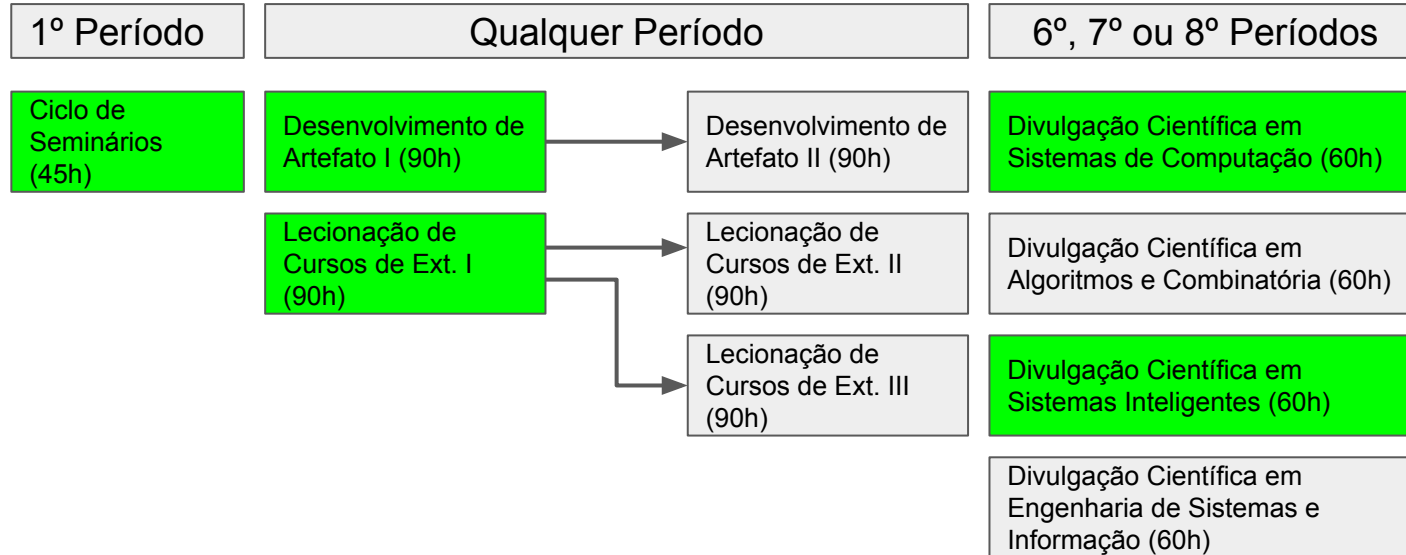 1º Período
Qualquer Período
6º, 7º ou 8º Períodos
Ciclo de
Seminários
(45h)
Desenvolvimento de
Artefato I (90h)
Desenvolvimento de
Artefato II (90h)
Divulgação Científica em
Sistemas de Computação (60h)
Lecionação de
Cursos de Ext. I
(90h)
Lecionação de
Cursos de Ext. II
(90h)
Divulgação Científica em
Algoritmos e Combinatória (60h)
Lecionação de
Cursos de Ext. III
(90h)
Divulgação Científica em
Sistemas Inteligentes (60h)
Divulgação Científica em
Engenharia de Sistemas e
Informação (60h)